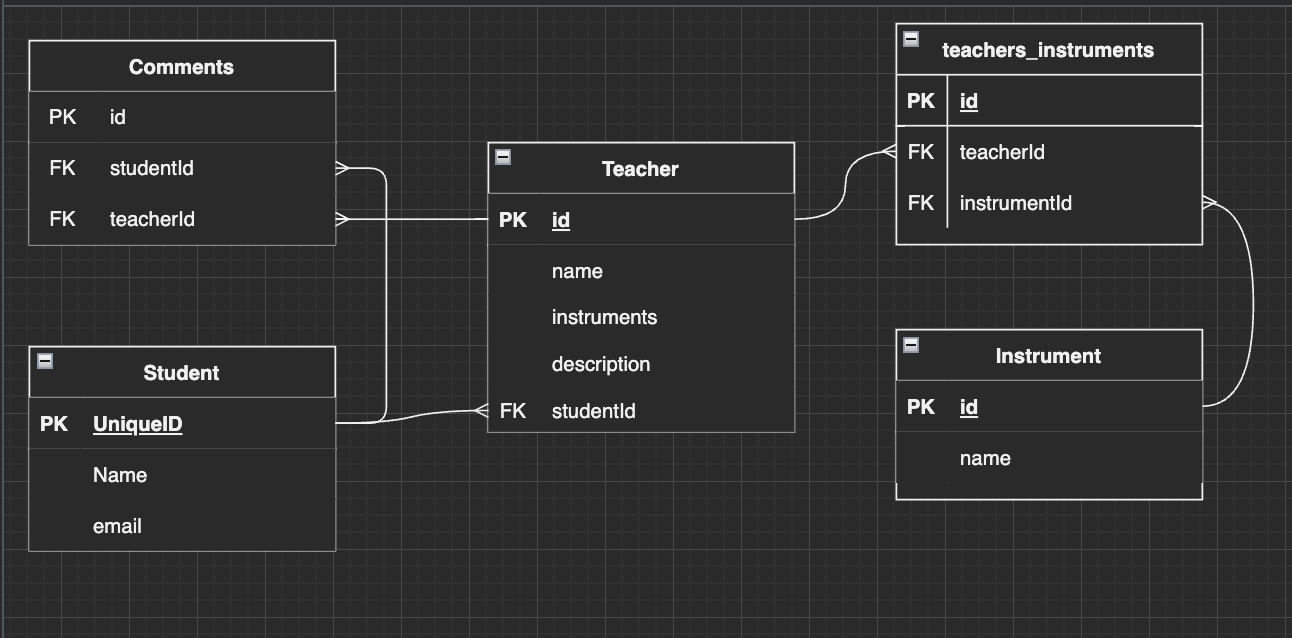 Comments
PK id
FK studentId
FK teacherId
Student
PK UniqueID
Name
email
Teacher
PK id
name
instruments
description
FK studentId
teachers_instruments
PK id
FK teacherId
FK instrumentId
Instrument
PK id
name